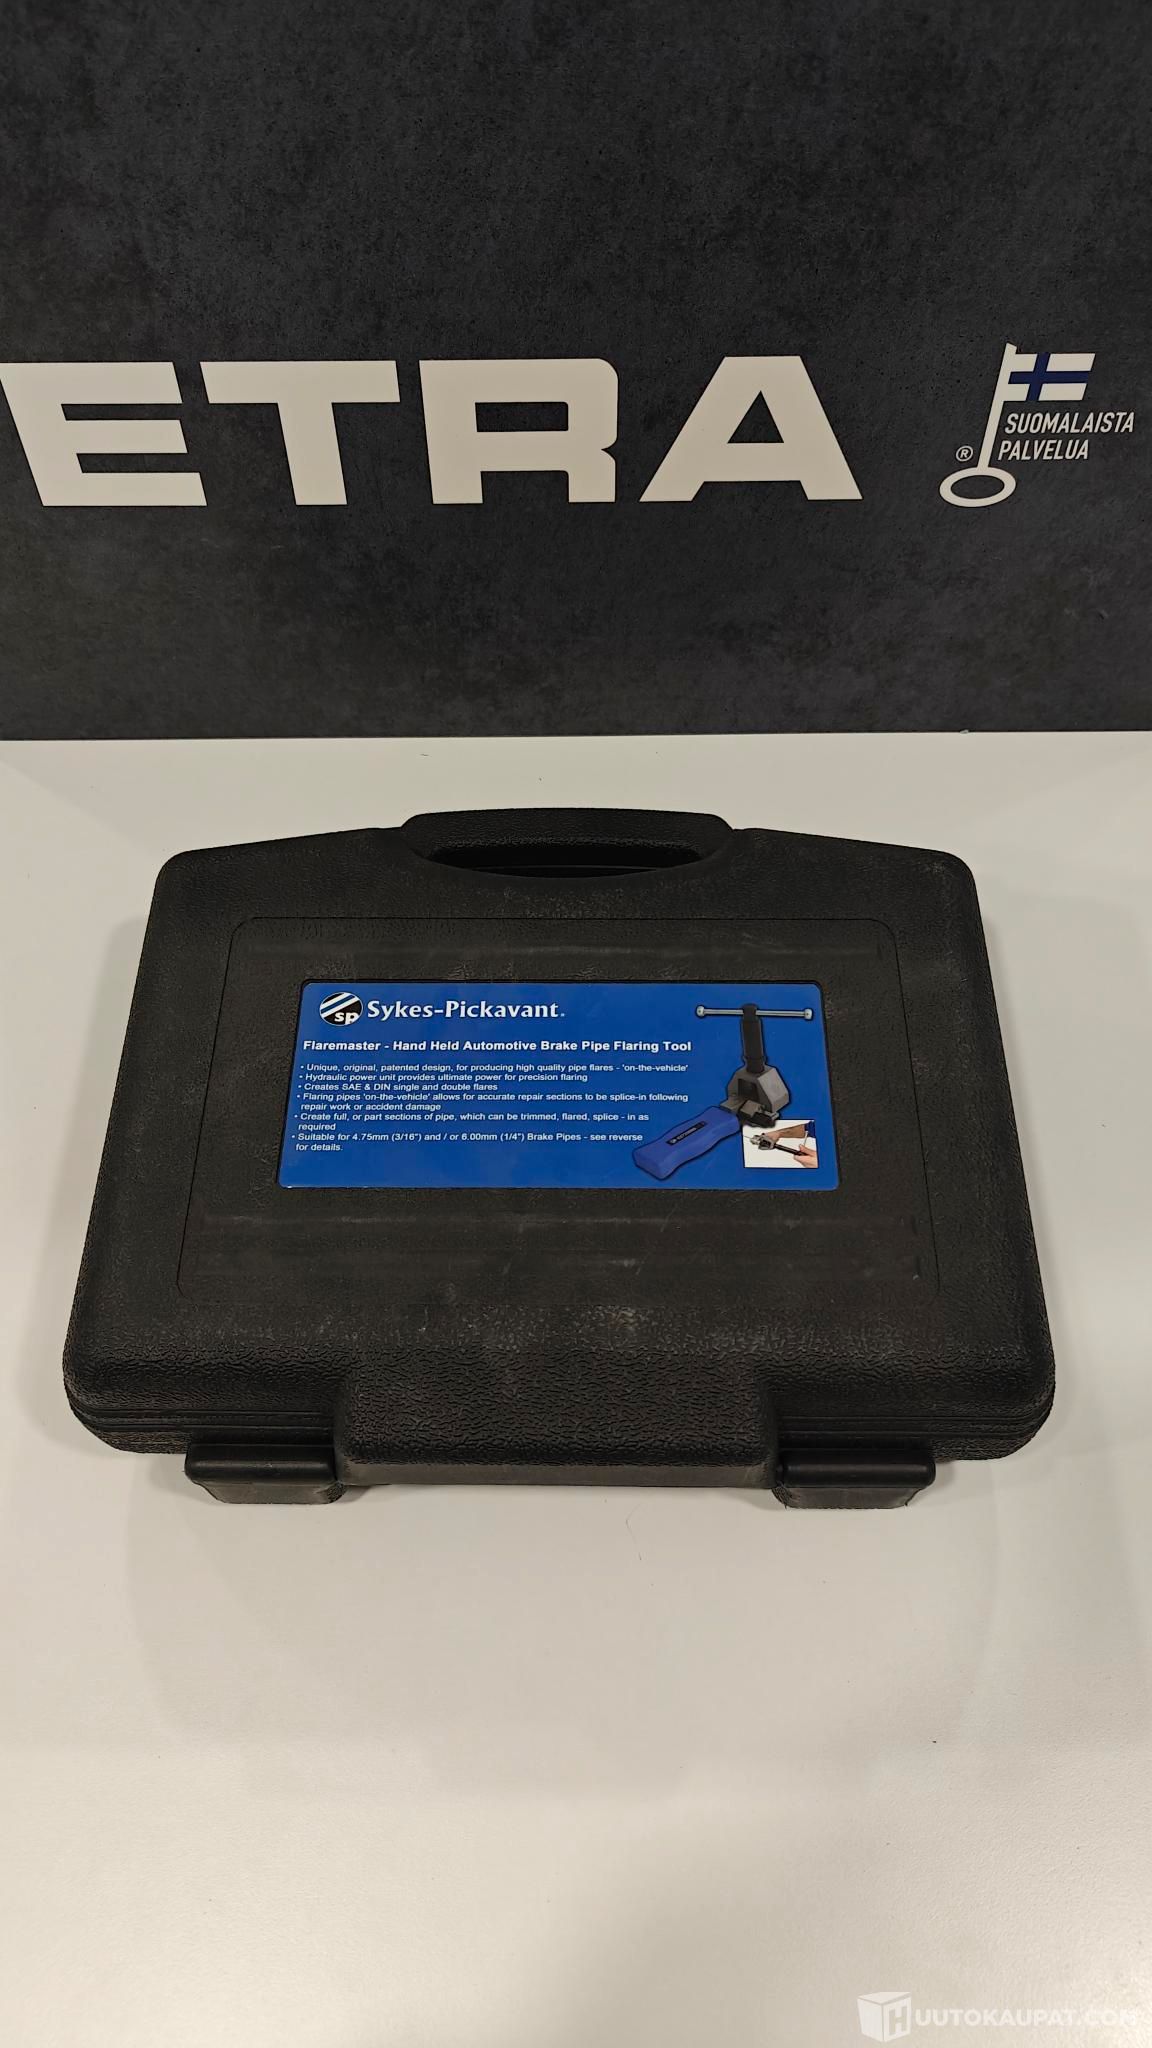 ETRA
SUOMALAISTA
® PALVELUA
sp Sykes-Pickavant.
Flaremaster - Hand Held Automotive Brake Pipe Flaring Tool
• Unique, original, patented design, for producing high quality pipe flares - 'on-the-vehicle'
• Hydraulic power unit provides ultimate power for precision flaring
• Creates SAE & DIN single and double flares
• Flaring pipes 'on-the-vehicle' allows for accurate repair sections to be splice-in following
repair work or accident damage
• Create full, or part sections of pipe, which can be trimmed, flared, splice - in as
required
• Suitable for 4.75mm (3/16") and / or 6.00mm (1/4") Brake Pipes - see reverse
for details.
HUUTOKAUPAT.COM